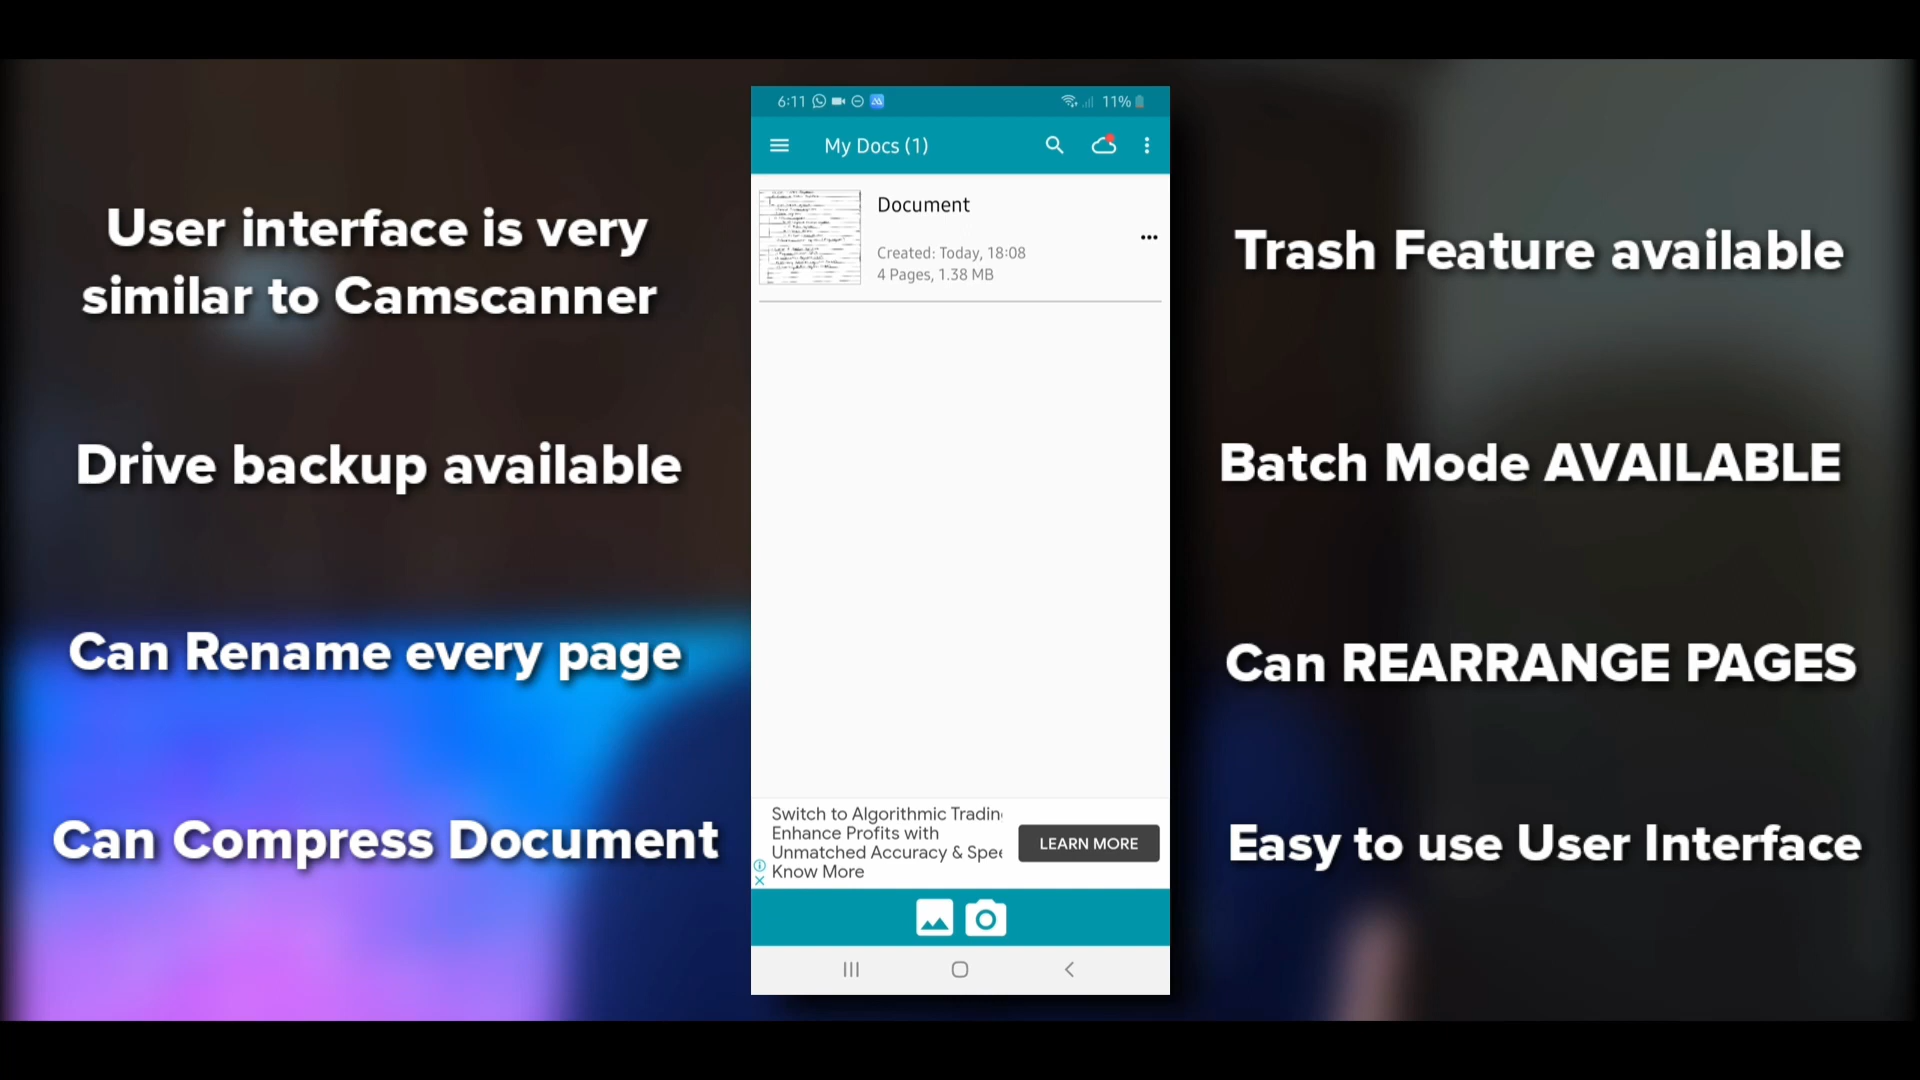 User interface is very
similar to Camscanner
Drive backup available
Can Rename every page
Can Compress Document
6:11
11%
My Docs (1)
Document
Created: Today, 18:08
4 Pages, 1.38 MB
Switch to Algorithmic Tradin
Enhance Profits with
Unmatched Accuracy & Spee
Know More
LEARN MORE
Trash Feature available
Batch Mode AVAILABLE
Can REARRANGE PAGES
Easy to use User Interface